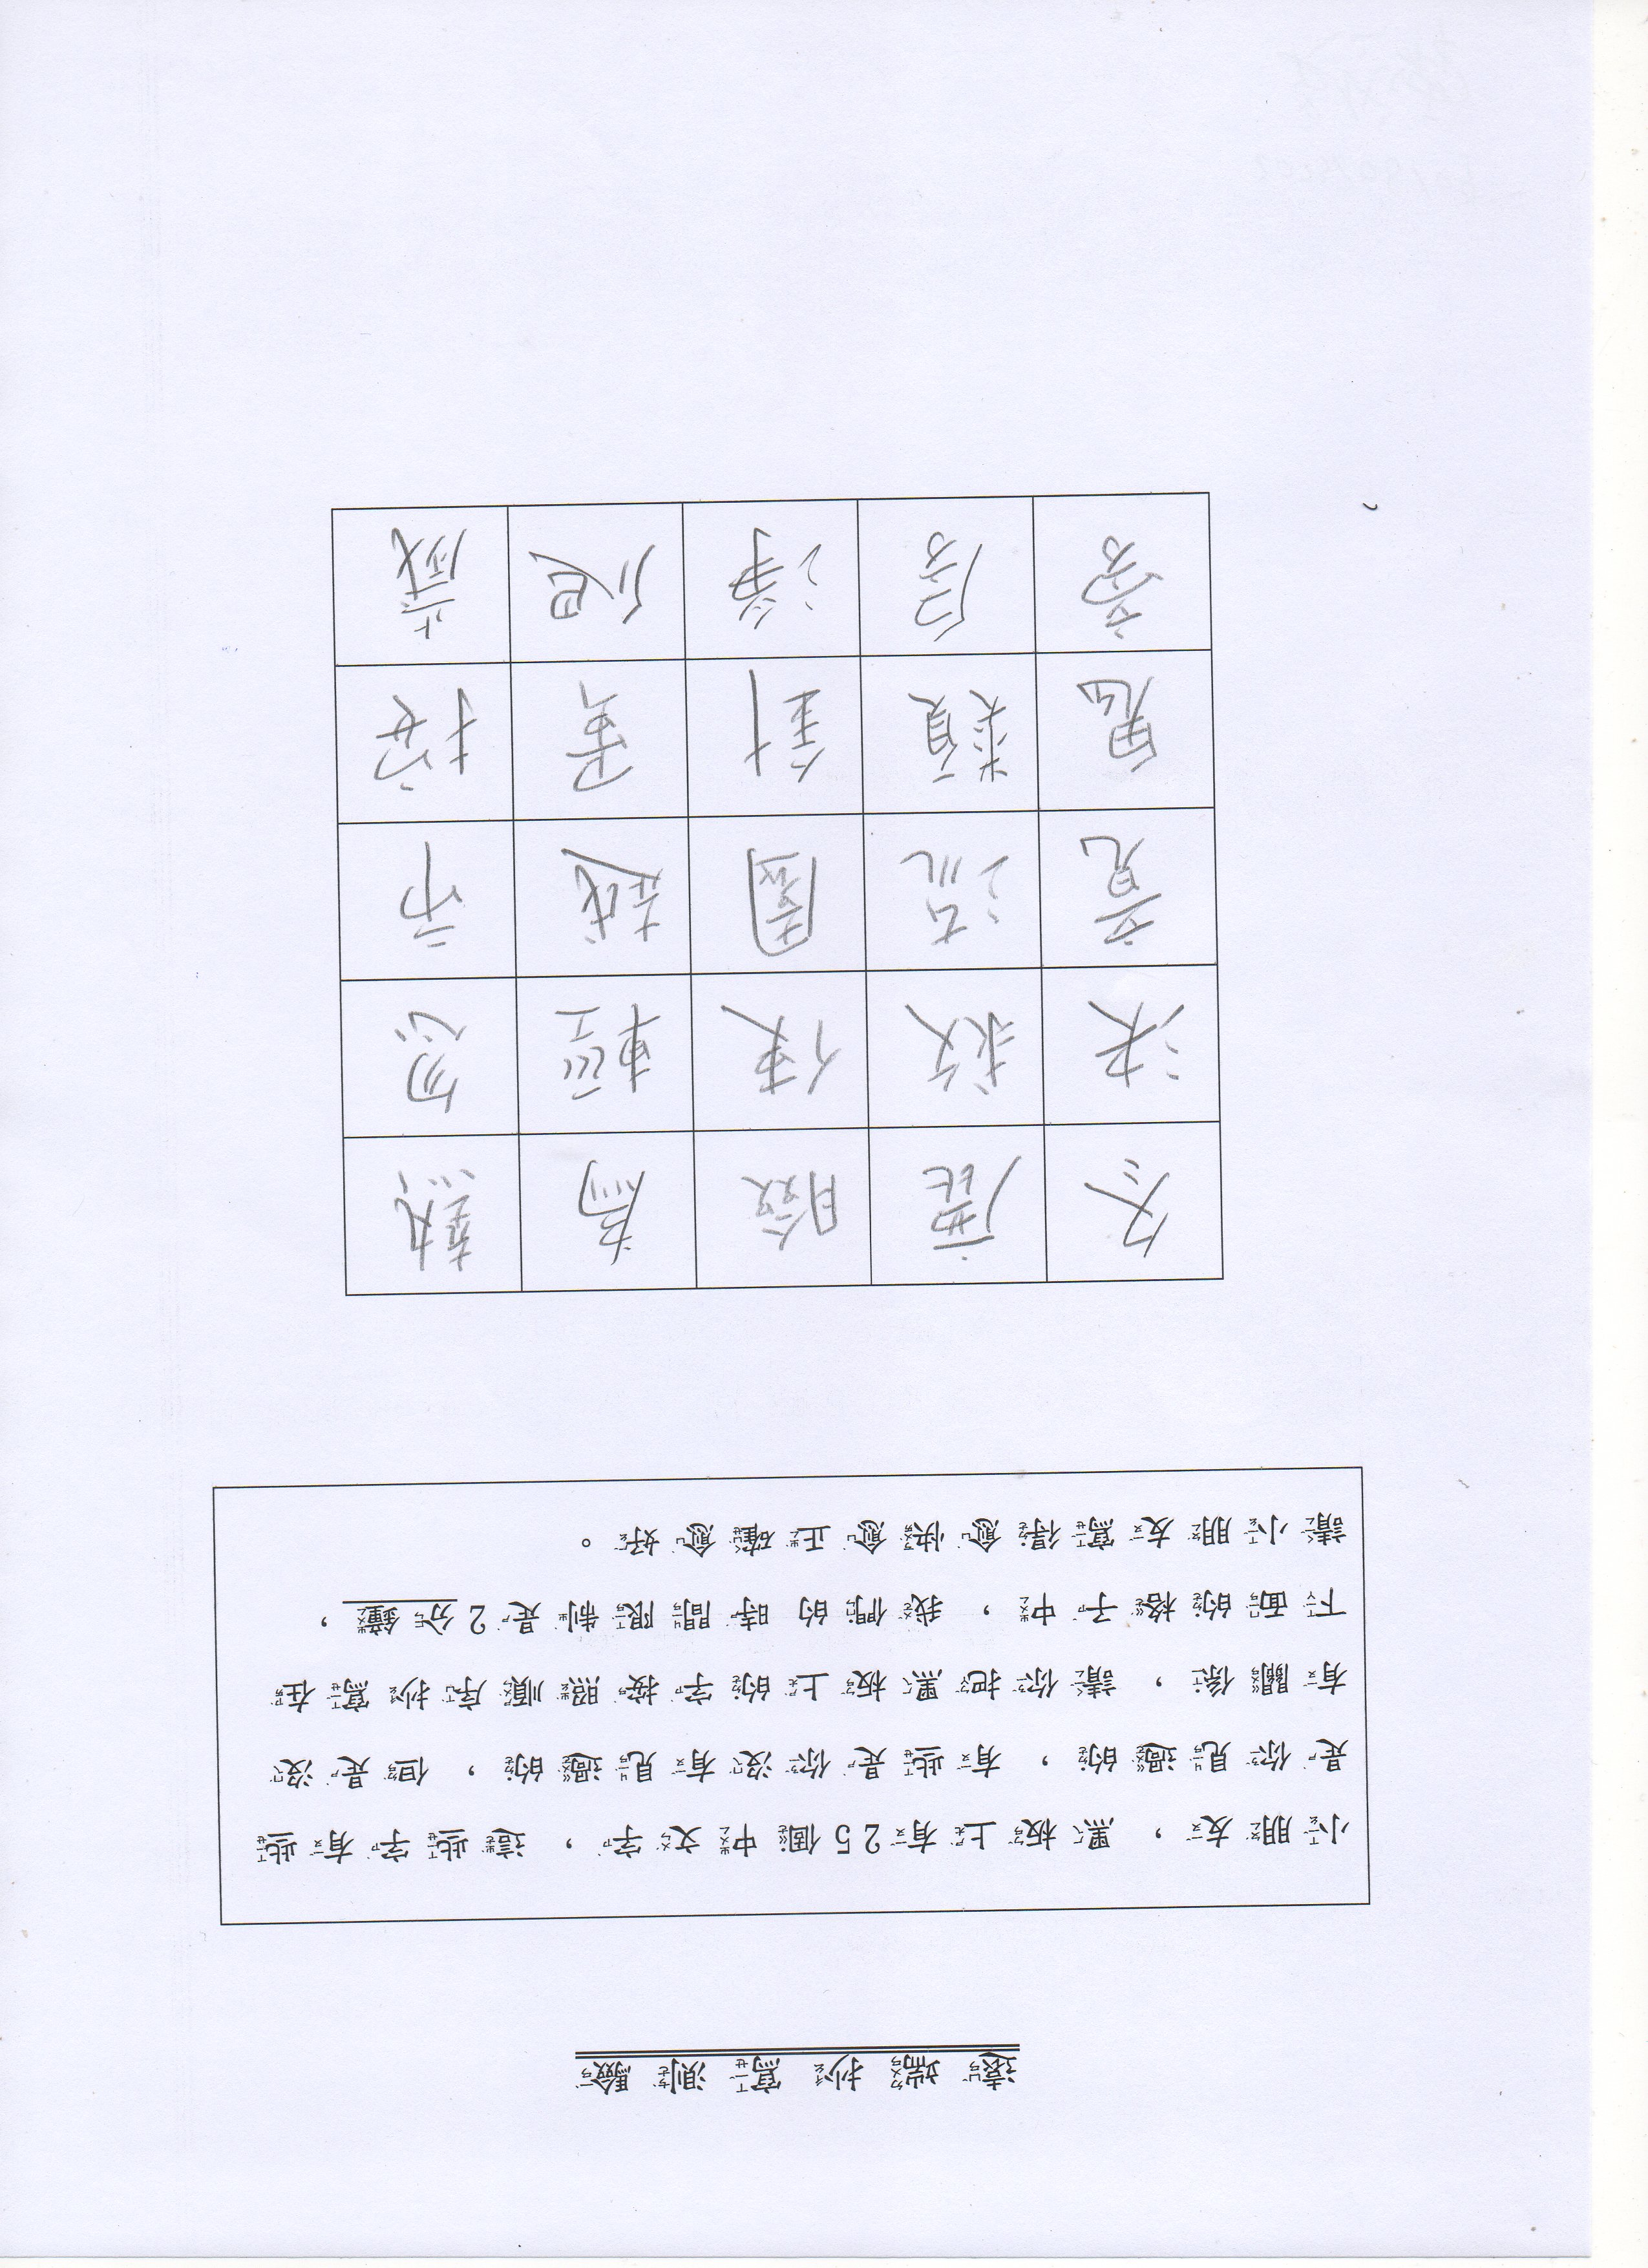 遠端抄寫測驗
小朋友，黑板上有25個中文字，這些字有些
是你見過的，有些是你沒有見過的，但是沒
有關係，請你把黑板上的字按照順序抄寫在
下面的格子中，我們的時間限制是2分鐘，
請小朋友寫得愈快愈正確愈好。
冬 鹿 臉 為 熱
決 救 使 輕 忽
竟 流 園 越 市
鬼 類 針 蛋 按
旁 房 淨 爬 歲